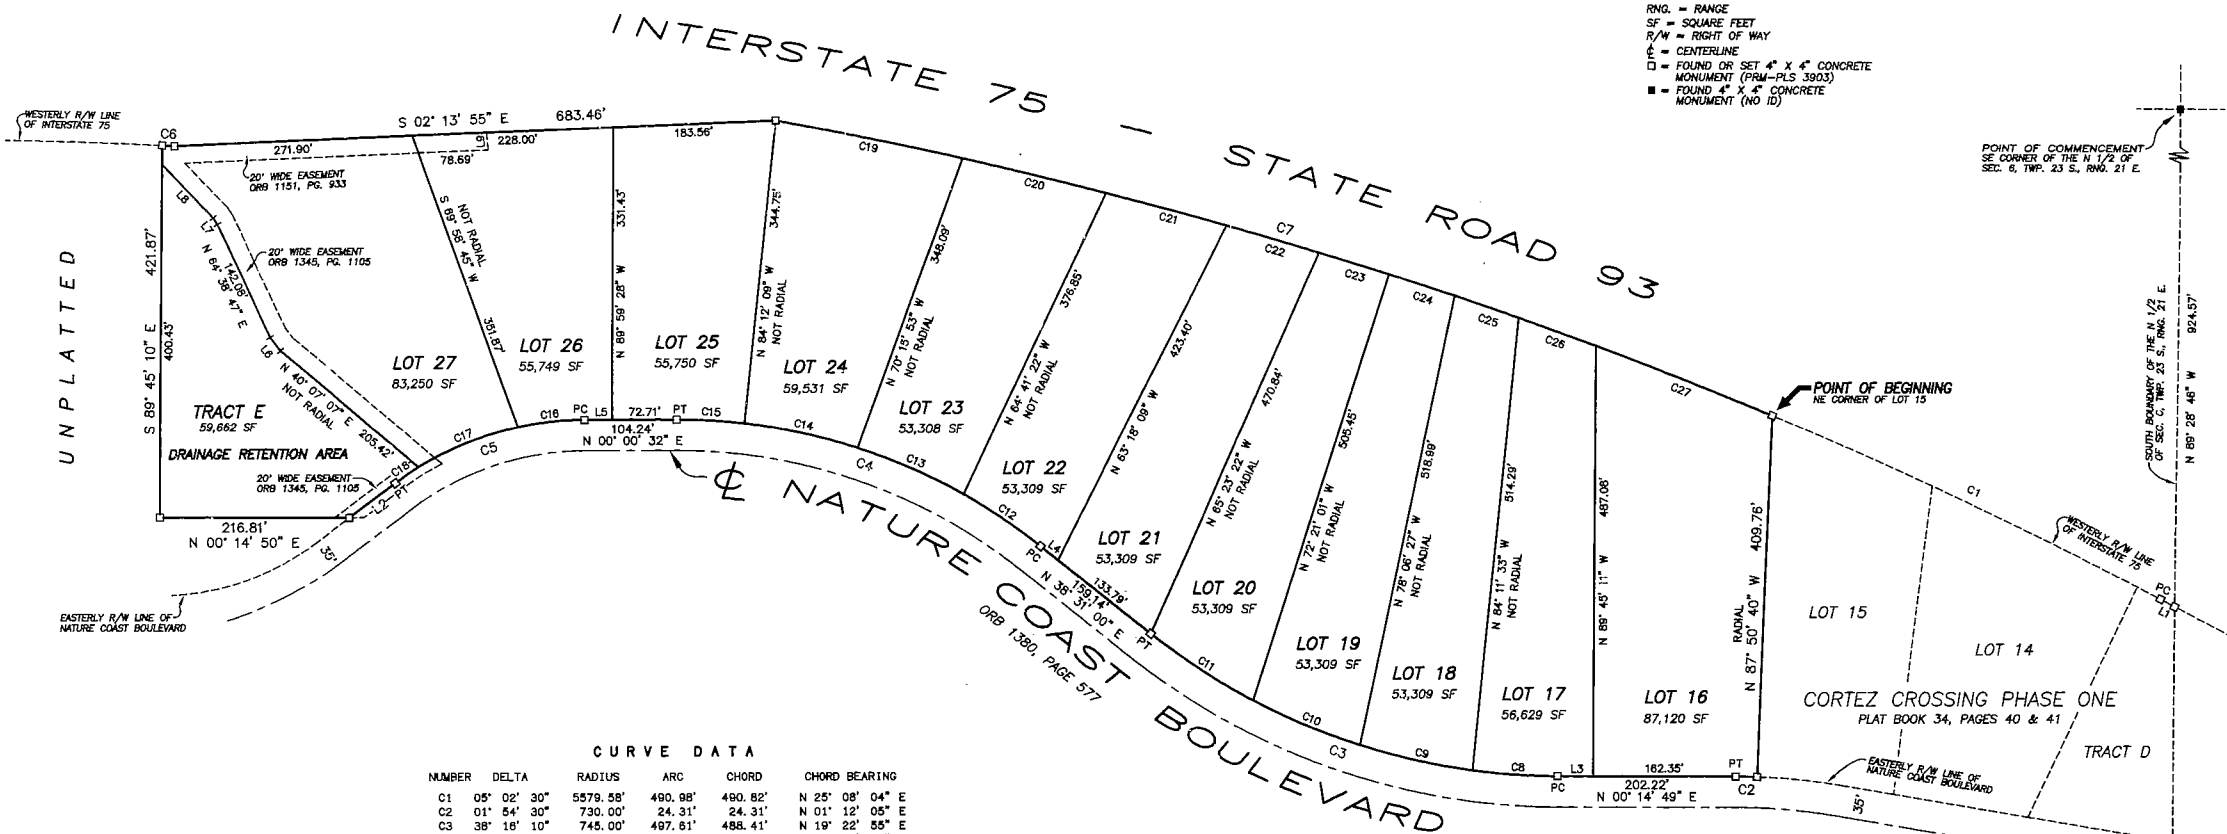 RNG. = RANGE
SF = SQUARE FEET
R/W = RIGHT OF WAY
℄ = CENTERLINE
□ = FOUND OR SET 4" X 4" CONCRETE
MONUMENT (PRM-PLS 3903)
■ = FOUND 4" X 4" CONCRETE
MONUMENT (NO ID)
INTERSTATE 75 — STATE ROAD 93
WESTERLY R/W LINE
OF INTERSTATE 75
C6
S 02° 13' 55" E 683.46'
271.90'
228.00'
183.56'
78.69'
L9
20' WIDE EASEMENT
ORB 1151, PG. 933
C19
C20
C21
C7
C22
C23
C24
C25
C26
C27
POINT OF COMMENCEMENT
SE CORNER OF THE N 1/2 OF
SEC. 6, TWP. 23 S., RNG. 21 E.
SOUTH BOUNDARY OF THE N 1/2
OF SEC. C, TWP. 23 S., RNG. 21 E.
N 89° 28' 46" W 924.57'
UNPLATTED
S 89° 45' 10" E
421.87'
400.43'
L8
L7
N 64° 38' 47" E
142.08'
20' WIDE EASEMENT
ORB 1345, PG. 1105
L6
N 40° 07' 07" E
NOT RADIAL
205.42'
TRACT E
59,662 SF
DRAINAGE RETENTION AREA
20' WIDE EASEMENT
ORB 1345, PG. 1105
216.81'
N 00° 14' 50" E
L2
PT
C18
C17
C5
C16
PC
L5
72.71'
PT
C15
104.24'
N 00° 00' 32" E
35'
EASTERLY R/W LINE OF
NATURE COAST BOULEVARD
LOT 27
83,250 SF
NOT RADIAL
S 69° 58' 45" W
361.87'
LOT 26
55,749 SF
331.43'
N 89° 59' 28" W
LOT 25
55,750 SF
344.75'
N 84° 12' 09" W
NOT RADIAL
LOT 24
59,531 SF
348.09'
N 70° 15' 53" W
NOT RADIAL
LOT 23
53,308 SF
376.85'
N 64° 41' 22" W
NOT RADIAL
LOT 22
53,309 SF
423.40'
N 63° 18' 09" W
LOT 21
53,309 SF
470.84'
N 65° 23' 22" W
NOT RADIAL
LOT 20
53,309 SF
505.45'
N 72° 21' 01" W
NOT RADIAL
LOT 19
53,309 SF
518.99'
N 78° 06' 27" W
NOT RADIAL
LOT 18
53,309 SF
514.29'
N 84° 11' 33" W
NOT RADIAL
LOT 17
56,629 SF
487.08'
N 89° 45' 11" W
LOT 16
87,120 SF
RADIAL
N 87° 50' 40" W 409.76'
POINT OF BEGINNING
NE CORNER OF LOT 15
C1
WESTERLY R/W LINE
OF INTERSTATE 75
PC
L1
LOT 15
LOT 14
CORTEZ CROSSING PHASE ONE
PLAT BOOK 34, PAGES 40 & 41
TRACT D
EASTERLY R/W LINE OF
NATURE COAST BOULEVARD
C14
C4
C13
C12
PC
L4
133.79'
159.14'
N 38° 31' 00" E
PT
C11
C10
C3
C9
C8
PC
L3
162.35'
PT
C2
202.22'
N 00° 14' 49" E
35'
℄ NATURE COAST BOULEVARD
ORB 1380, PAGE 577
CURVE DATA
NUMBER DELTA RADIUS ARC CHORD CHORD BEARING
C1 05° 02' 30" 5579.58' 490.98' 490.82' N 25° 08' 04" E
C2 01° 54' 30" 730.00' 24.31' 24.31' N 01° 12' 05" E
C3 38° 16' 10" 745.00' 497.61' 488.41' N 19° 22' 55" E